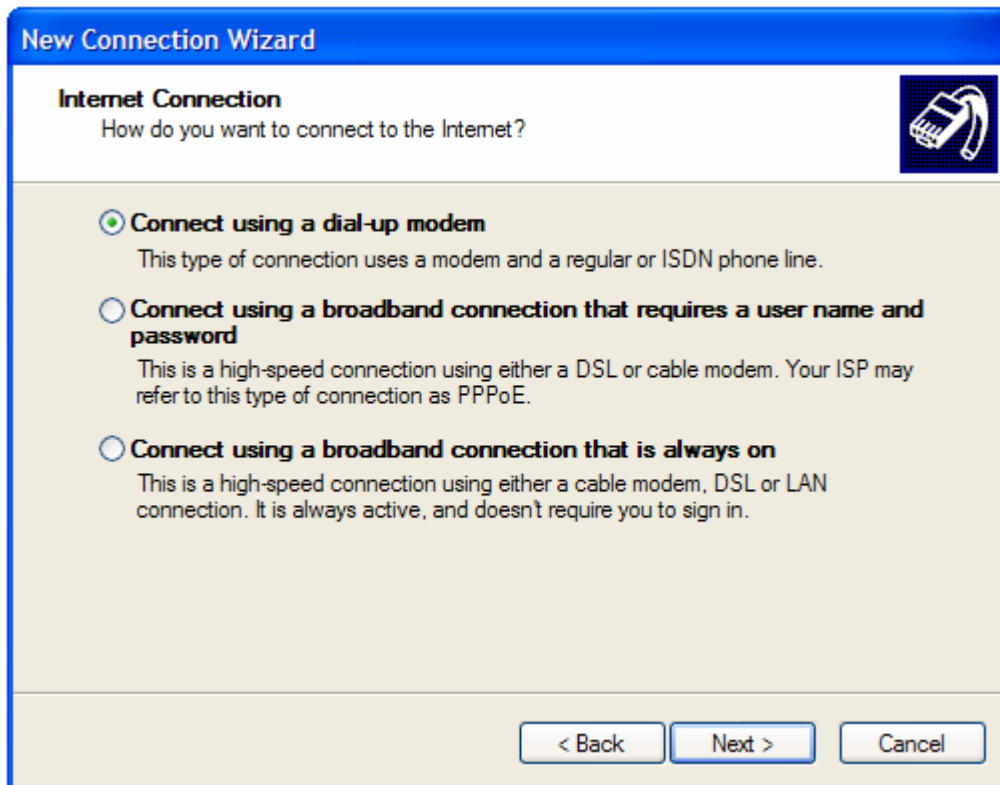 New Connection Wizard
Internet Connection
How do you want to connect to the Internet?
Connect using a dial-up modem
This type of connection uses a modem and a regular or ISDN phone line.
Connect using a broadband connection that requires a user name and
password
This is a high-speed connection using either a DSL or cable modem. Your ISP may
refer to this type of connection as PPPoE.
Connect using a broadband connection that is always on
This is a high-speed connection using either a cable modem, DSL or LAN
connection. It is always active, and doesn't require you to sign in.
< Back
Next >
Cancel